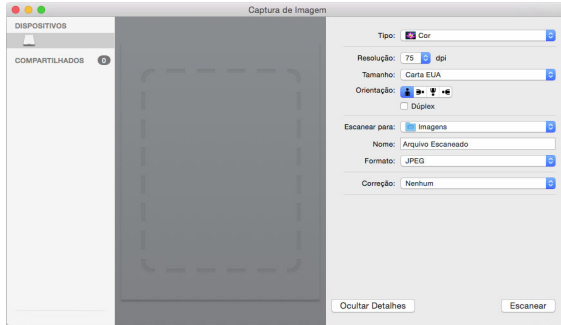 Captura de Imagem
DISPOSITIVOS
COMPARTILHADOS 0
Tipo: Cor
Resolução: 75 dpi
Tamanho: Carta EUA
Orientação:
Dúplex
Escanear para: Imagens
Nome: Arquivo Escaneado
Formato: JPEG
Correção: Nenhum
Ocultar Detalhes Escanear